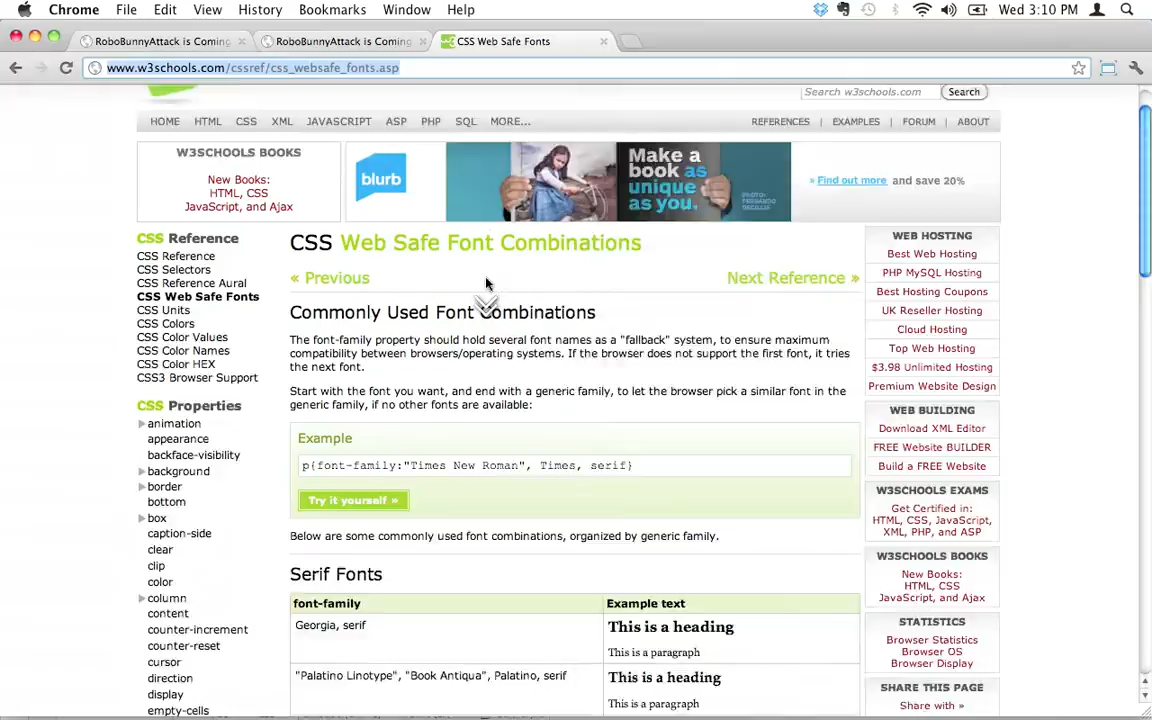 Chrome File Edit View History Bookmarks Window Help Wed 3:10 PM
RoboBunnyAttack is Coming RoboBunnyAttack is Coming CSS Web Safe Fonts
www.w3schools.com/cssref/css_websafe_fonts.asp
Search w3schools.com Search
HOME HTML CSS XML JAVASCRIPT ASP PHP SQL MORE... REFERENCES | EXAMPLES | FORUM | ABOUT
W3SCHOOLS BOOKS
New Books:
HTML, CSS
JavaScript, and Ajax
blurb
Make a
book as
unique
as you.
» Find out more and save 20%
CSS Reference
CSS Reference
CSS Selectors
CSS Reference Aural
CSS Web Safe Fonts
CSS Units
CSS Colors
CSS Color Values
CSS Color Names
CSS Color HEX
CSS3 Browser Support
CSS Properties
animation
appearance
backface-visibility
background
border
bottom
box
caption-side
clear
clip
color
column
content
counter-increment
counter-reset
cursor
direction
display
empty-cells
CSS Web Safe Font Combinations
« Previous Next Reference »
Commonly Used Font Combinations
The font-family property should hold several font names as a "fallback" system, to ensure maximum
compatibility between browsers/operating systems. If the browser does not support the first font, it tries
the next font.
Start with the font you want, and end with a generic family, to let the browser pick a similar font in the
generic family, if no other fonts are available:
Example
p{font-family:"Times New Roman", Times, serif}
Try it yourself »
Below are some commonly used font combinations, organized by generic family.
Serif Fonts
font-family Example text
Georgia, serif This is a heading
This is a paragraph
"Palatino Linotype", "Book Antiqua", Palatino, serif This is a heading
This is a paragraph
WEB HOSTING
Best Web Hosting
PHP MySQL Hosting
Best Hosting Coupons
UK Reseller Hosting
Cloud Hosting
Top Web Hosting
$3.98 Unlimited Hosting
Premium Website Design
WEB BUILDING
Download XML Editor
FREE Website BUILDER
Build a FREE Website
W3SCHOOLS EXAMS
Get Certified in:
HTML, CSS, JavaScript,
XML, PHP, and ASP
W3SCHOOLS BOOKS
New Books:
HTML, CSS
JavaScript, and Ajax
STATISTICS
Browser Statistics
Browser OS
Browser Display
SHARE THIS PAGE
Share with »